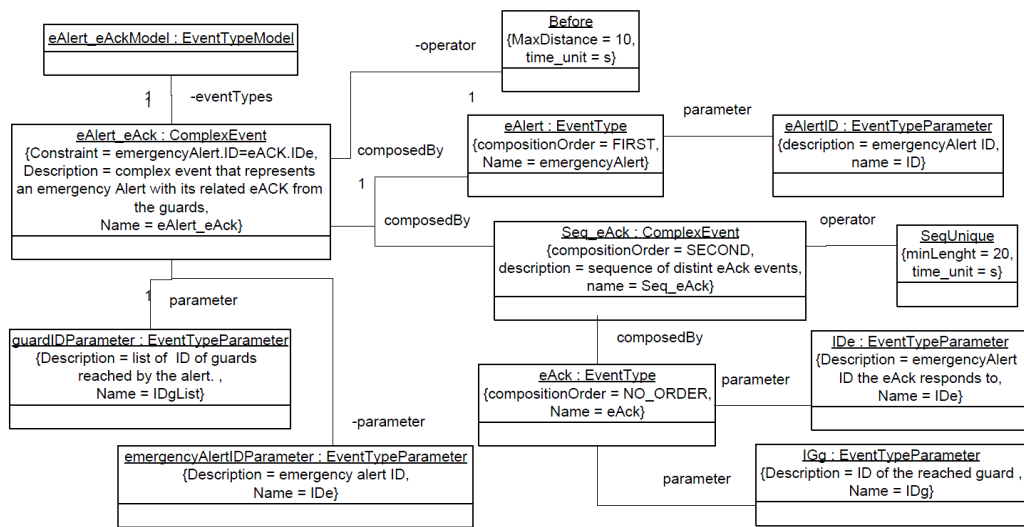 eAlert_eAckModel : EventTypeModel
-operator
Before
{MaxDistance = 10,
time_unit = s}
1
1
-eventTypes
eAlert_eAck : ComplexEvent
{Constraint = emergencyAlert.ID=eACK.IDe,
Description = complex event that represents
an emergency Alert with its related eACK from
the guards,
Name = eAlert_eAck}
1
composedBy
1
eAlert : EventType
{compositionOrder = FIRST,
Name = emergencyAlert}
parameter
eAlertID : EventTypeParameter
{description = emergencyAlert ID,
name = ID}
composedBy
Seq_eAck : ComplexEvent
{compositionOrder = SECOND,
description = sequence of distint eAck events,
name = Seq_eAck}
operator
SeqUnique
{minLenght = 20,
time_unit = s}
1
parameter
guardIDParameter : EventTypeParameter
{Description = list of ID of guards
reached by the alert. ,
Name = IDgList}
composedBy
eAck : EventType
{compositionOrder = NO_ORDER,
Name = eAck}
parameter
IDe : EventTypeParameter
{Description = emergencyAlert
ID the eAck responds to,
Name = IDe}
-parameter
emergencyAlertIDParameter : EventTypeParameter
{Description = emergency alert ID,
Name = IDe}
parameter
IGg : EventTypeParameter
{Description = ID of the reached guard ,
Name = IDg}